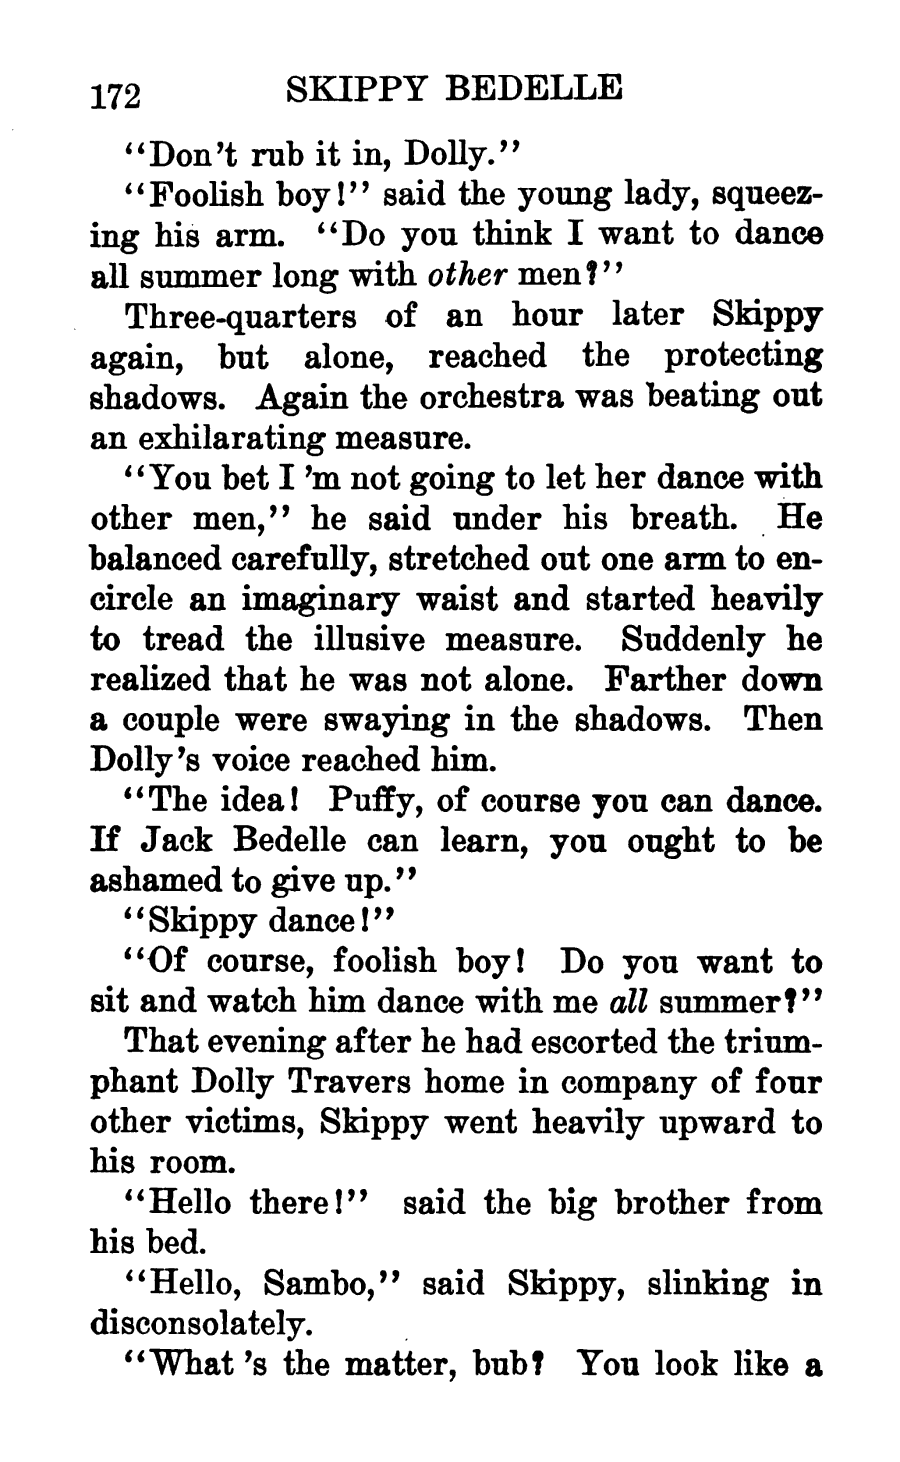 172 SKIPPY BEDELLE
"Don't rub it in, Dolly."
"Foolish boy!" said the young lady, squeez-
ing his arm. "Do you think I want to dance
all summer long with other men?"
Three-quarters of an hour later Skippy
again, but alone, reached the protecting
shadows. Again the orchestra was beating out
an exhilarating measure.
"You bet I 'm not going to let her dance with
other men," he said under his breath. He
balanced carefully, stretched out one arm to en-
circle an imaginary waist and started heavily
to tread the illusive measure. Suddenly he
realized that he was not alone. Farther down
a couple were swaying in the shadows. Then
Dolly's voice reached him.
"The idea! Puffy, of course you can dance.
If Jack Bedelle can learn, you ought to be
ashamed to give up."
"Skippy dance!"
"Of course, foolish boy! Do you want to
sit and watch him dance with me all summer?"
That evening after he had escorted the trium-
phant Dolly Travers home in company of four
other victims, Skippy went heavily upward to
his room.
"Hello there!" said the big brother from
his bed.
"Hello, Sambo," said Skippy, slinking in
disconsolately.
"What 's the matter, bub? You look like a